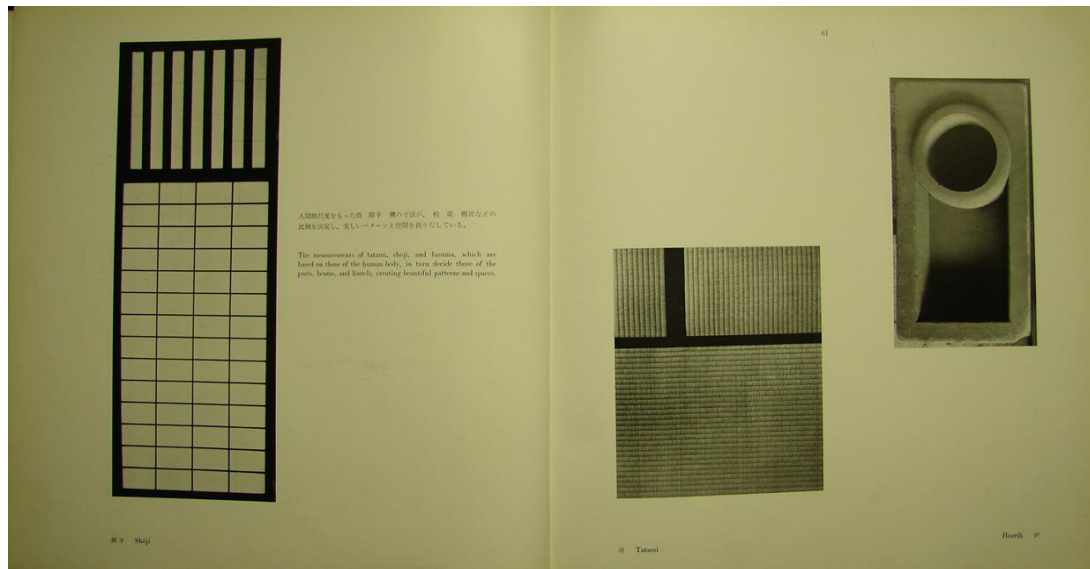 人間的尺度をもった畳 障子 襖の寸法が、柱 梁 鴨居などの
比例を決定し、美しいパターンと空間を創りだしている。
The measurements of tatami, shoji, and fusuma, which are
based on those of the human body, in turn decide those of the
posts, beams, and lintels, creating beautiful patterns and spaces.
障子 Shōji
61
畳 Tatami
Hearth 炉